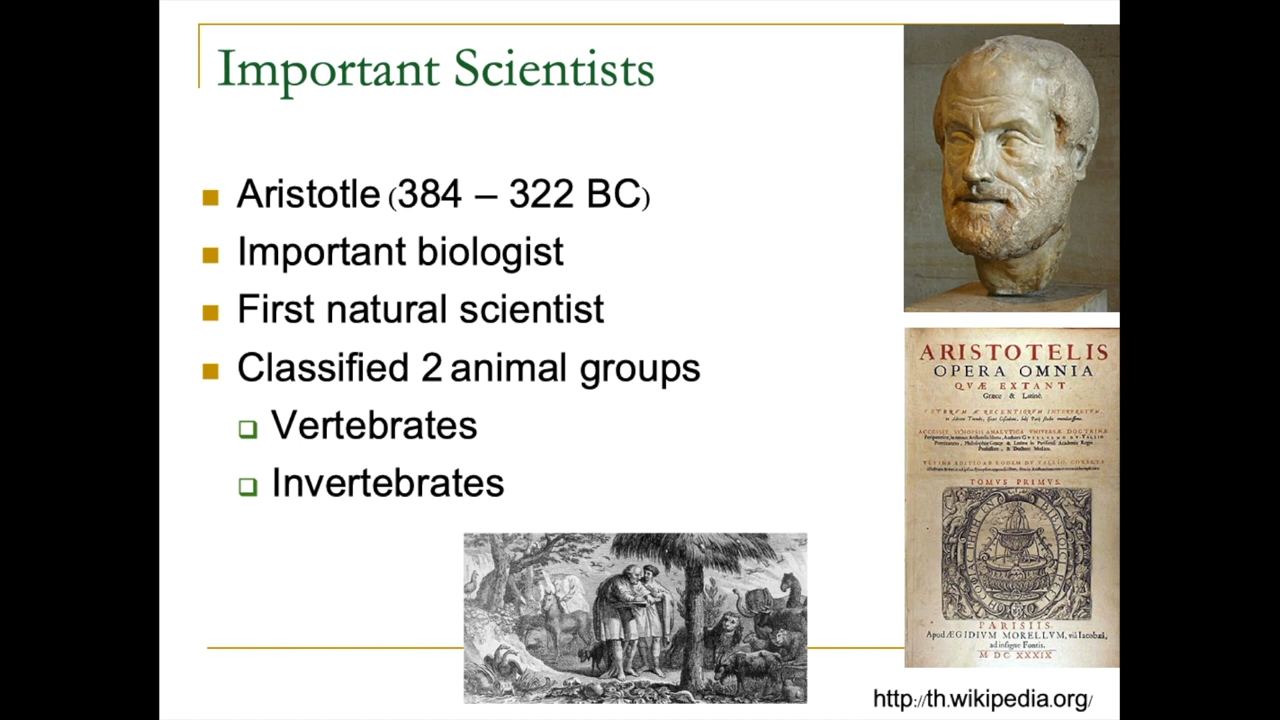 Important Scientists
Aristotle (384 – 322 BC)
Important biologist
First natural scientist
Classified 2 animal groups
Vertebrates
Invertebrates
ARISTOTELIS
OPERA OMNIA
QVÆ EXTANT
Græce & Latinè.
TOMVS PRIMVS.
PARISIIS.
Apud ÆGIDIVM MORELLVM, viâ Iacobæâ,
ad insigne Fontis.
M DC XXXIX
http://th.wikipedia.org/